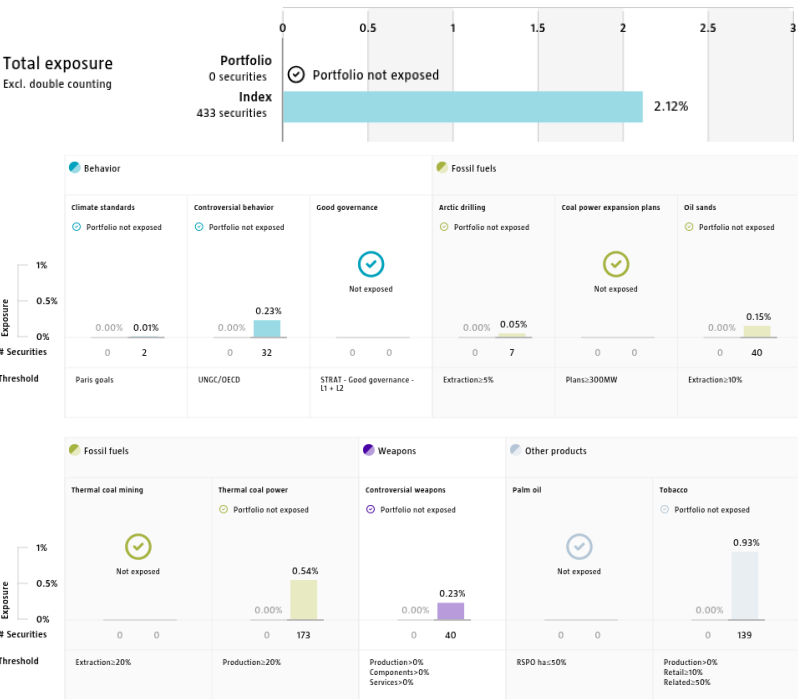 0 0.5 1 1.5 2 2.5 3
Total exposure
Excl. double counting
Portfolio
0 securities
Portfolio not exposed
Index
433 securities
2.12%
Behavior Fossil fuels
Climate standards Controversial behavior Good governance Arctic drilling Coal power expansion plans Oil sands
Portfolio not exposed Portfolio not exposed Portfolio not exposed Portfolio not exposed
Not exposed Not exposed
Exposure
1%
0.5%
0%
0.00% 0.01% 0.00% 0.23% 0.00% 0.05% 0.00% 0.15%
# Securities 0 2 0 32 0 0 0 7 0 0 0 40
Threshold Paris goals UNGC/OECD STRAT - Good governance - Extraction≥5% Plans≥300MW Extraction≥10%
L1 + L2
Fossil fuels Weapons Other products
Thermal coal mining Thermal coal power Controversial weapons Palm oil Tobacco
Portfolio not exposed Portfolio not exposed Portfolio not exposed
Not exposed Not exposed
Exposure
1%
0.5%
0%
0.00% 0.54% 0.00% 0.23% 0.00% 0.93%
# Securities 0 0 0 173 0 40 0 0 0 139
Threshold Extraction≥20% Production≥20% Production>0% RSPO ha≤50% Production>0%
Components>0% Retail≥10%
Services>0% Related≥50%